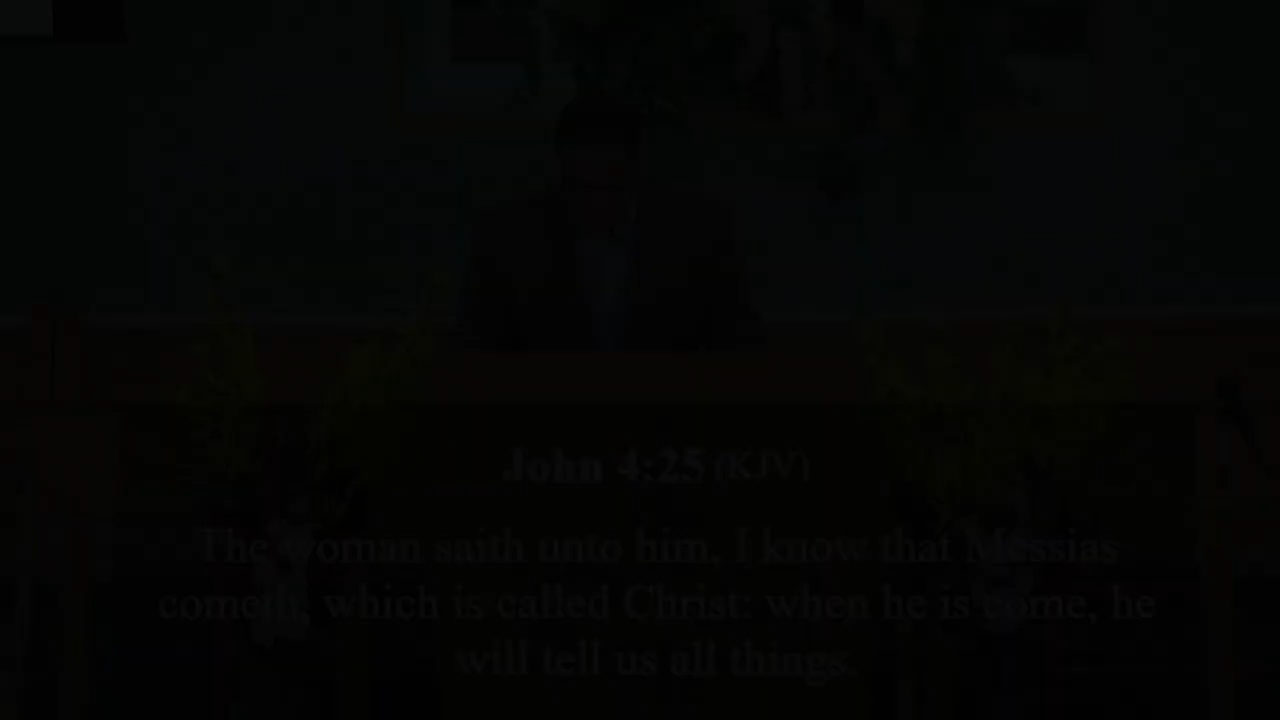 John 4:25 (KJV)
The woman saith unto him, I know that Messias
cometh, which is called Christ: when he is come, he
will tell us all things.